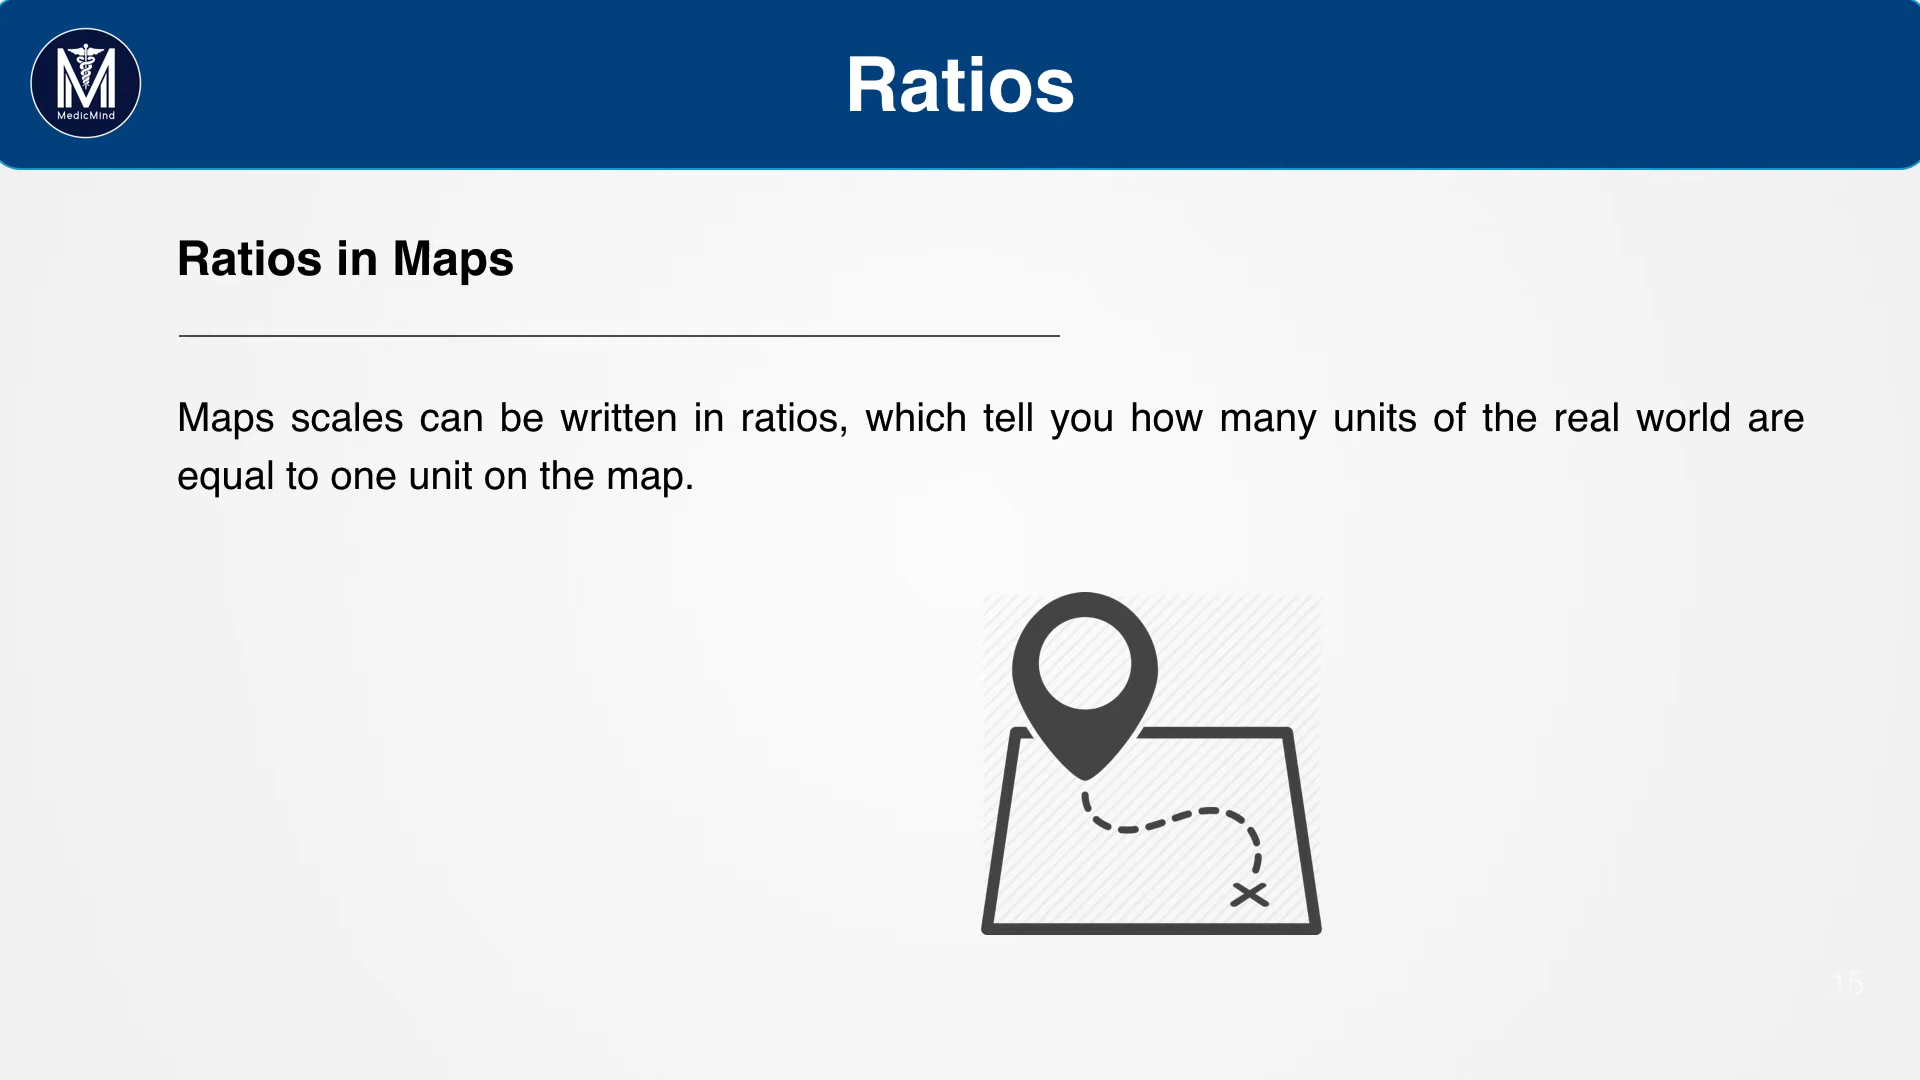 MedicMind
Ratios
Ratios in Maps
Maps scales can be written in ratios, which tell you how many units of the real world are
equal to one unit on the map.
15